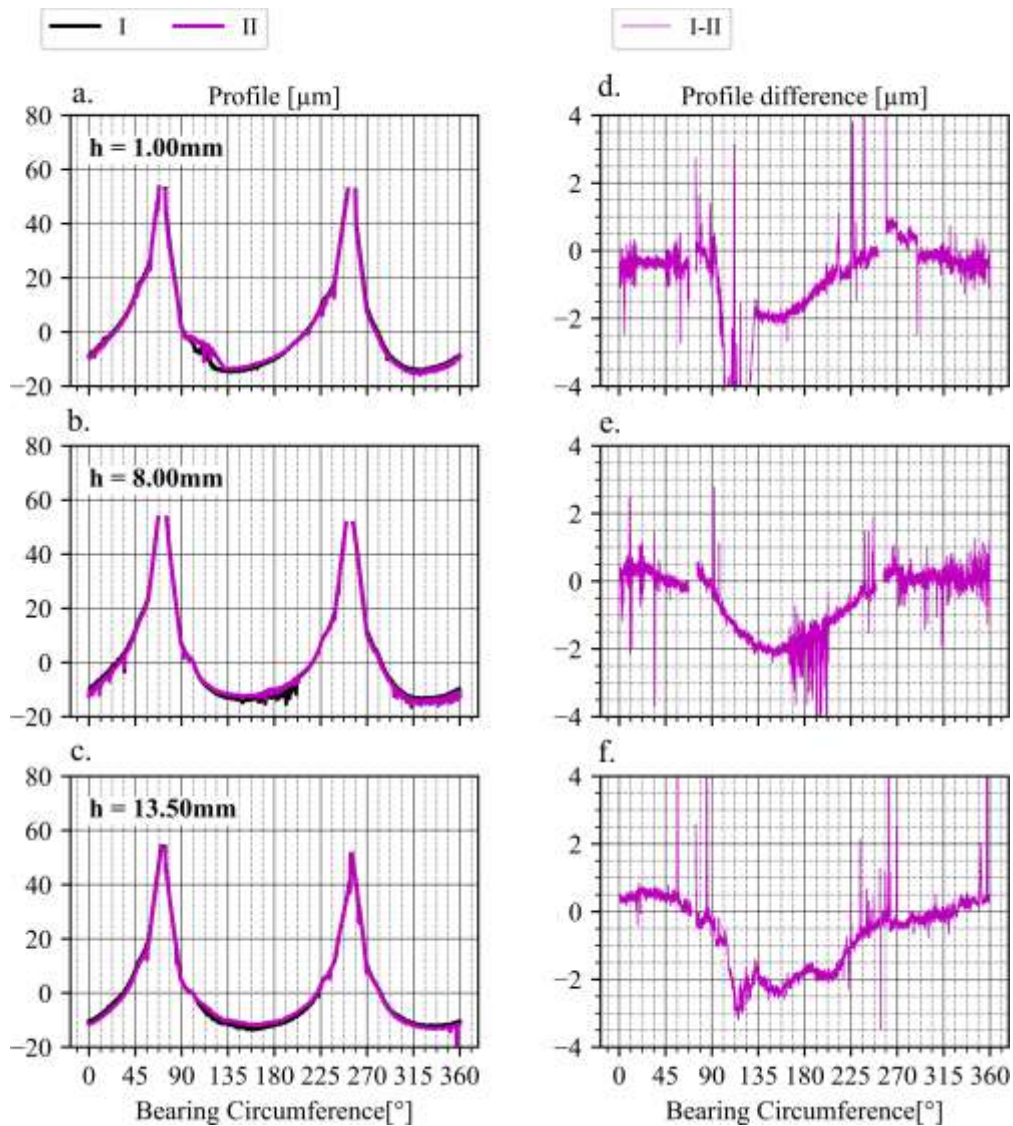 I II
I-II
a.
Profile [µm]
80
60
40
20
0
−20
h = 1.00mm
d.
Profile difference [µm]
4
2
0
−2
−4
b.
80
60
40
20
0
−20
h = 8.00mm
e.
4
2
0
−2
−4
c.
80
60
40
20
0
−20
h = 13.50mm
0 45 90 135 180 225 270 315 360
Bearing Circumference[°]
f.
4
2
0
−2
−4
0 45 90 135 180 225 270 315 360
Bearing Circumference[°]